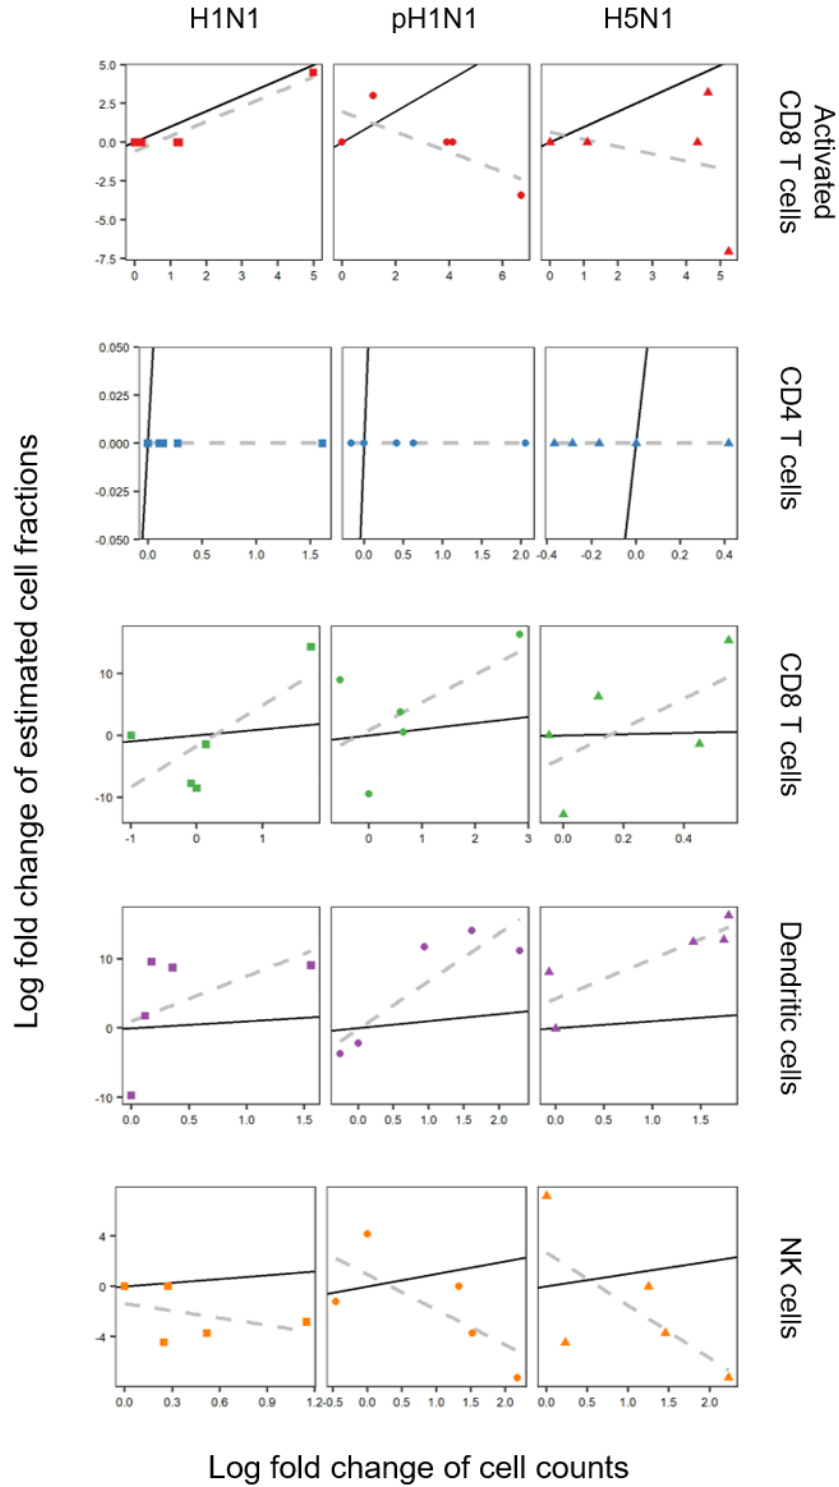 H1N1 pH1N1 H5N1
Activated
CD8 T cells
5.0
2.5
0.0
-2.5
-5.0
-7.5
0 1 2 3 4 5 0 2 4 6 0 1 2 3 4 5
CD4 T cells
0.050
0.025
0.000
-0.025
-0.050
0.0 0.5 1.0 1.5 0.0 0.5 1.0 1.5 2.0 -0.4 -0.2 0.0 0.2 0.4
Log fold change of estimated cell fractions
CD8 T cells
10
0
-10
-1 0 1 0 1 2 3 0.0 0.2 0.4
Dendritic cells
10
0
-10
0.0 0.5 1.0 1.5 0.0 0.5 1.0 1.5 2.0 0.0 0.5 1.0 1.5
NK cells
4
0
-4
0.0 0.3 0.6 0.9 1.2 -0.5 0.0 0.5 1.0 1.5 2.0 0.0 0.5 1.0 1.5 2.0
Log fold change of cell counts